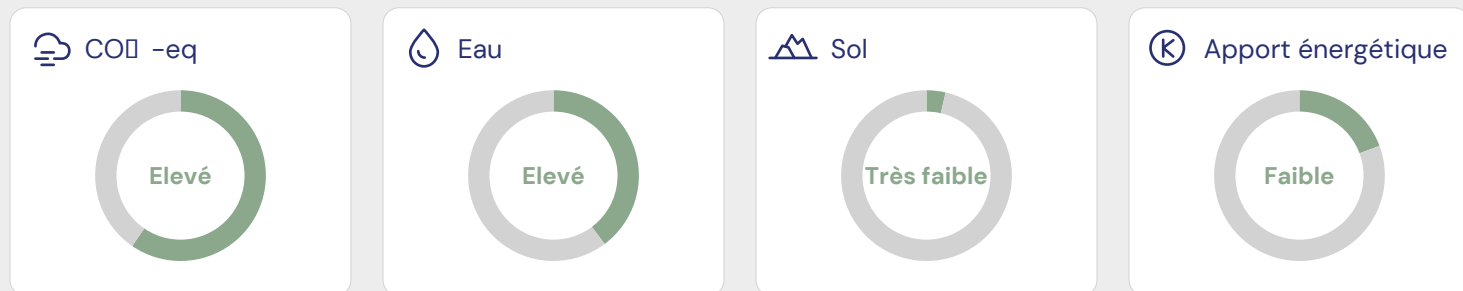 CO▯ -eq
Eau
Sol
Apport énergétique
Elevé
Elevé
Très faible
Faible